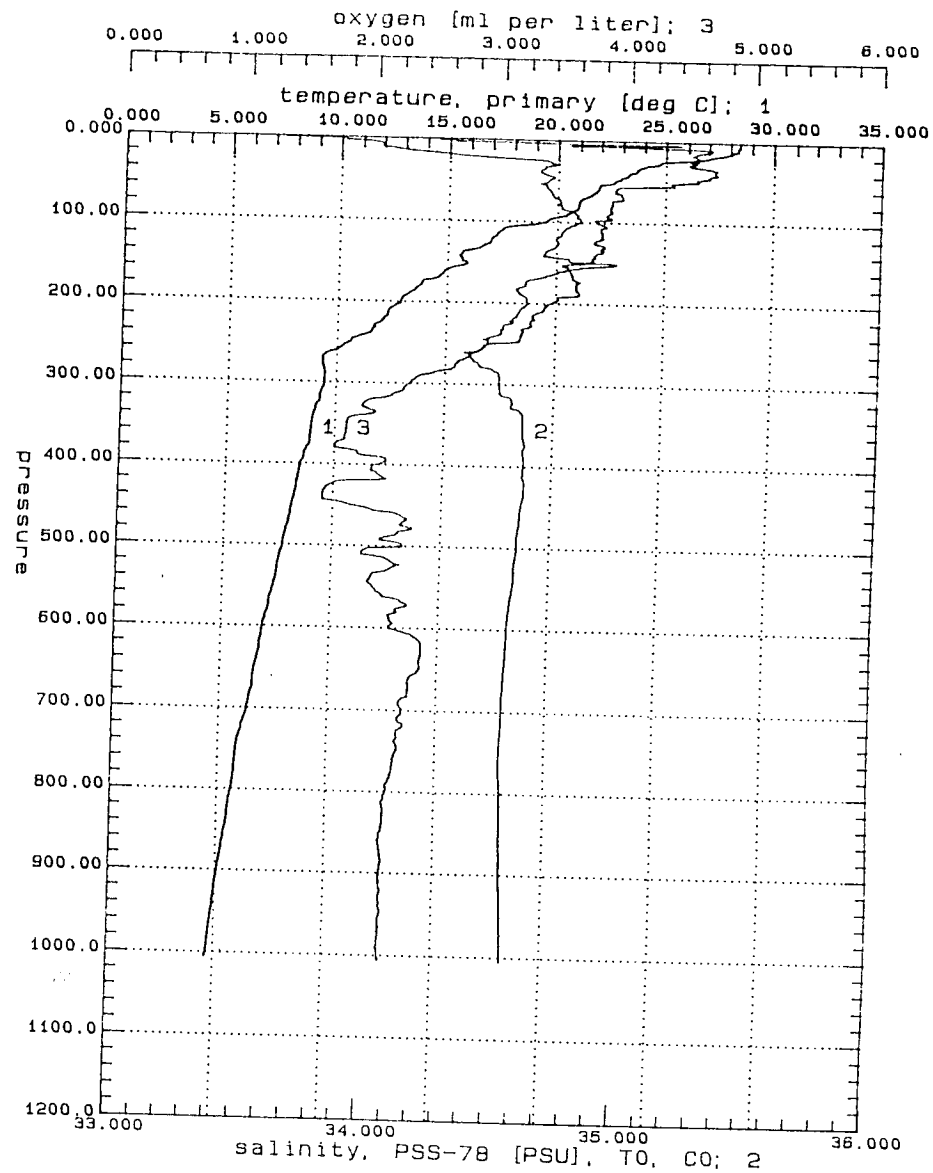 oxygen [ml per liter]; 3
0.000 1.000 2.000 3.000 4.000 5.000 6.000
temperature, primary [deg C]; 1
0.000 5.000 10.000 15.000 20.000 25.000 30.000 35.000
0.000
100.00
200.00
300.00
1 3 2
400.00
pressure
500.00
600.00
700.00
800.00
900.00
1000.0
1100.0
1200.0
33.000 34.000 35.000 36.000
salinity, PSS-78 [PSU], T0, C0; 2